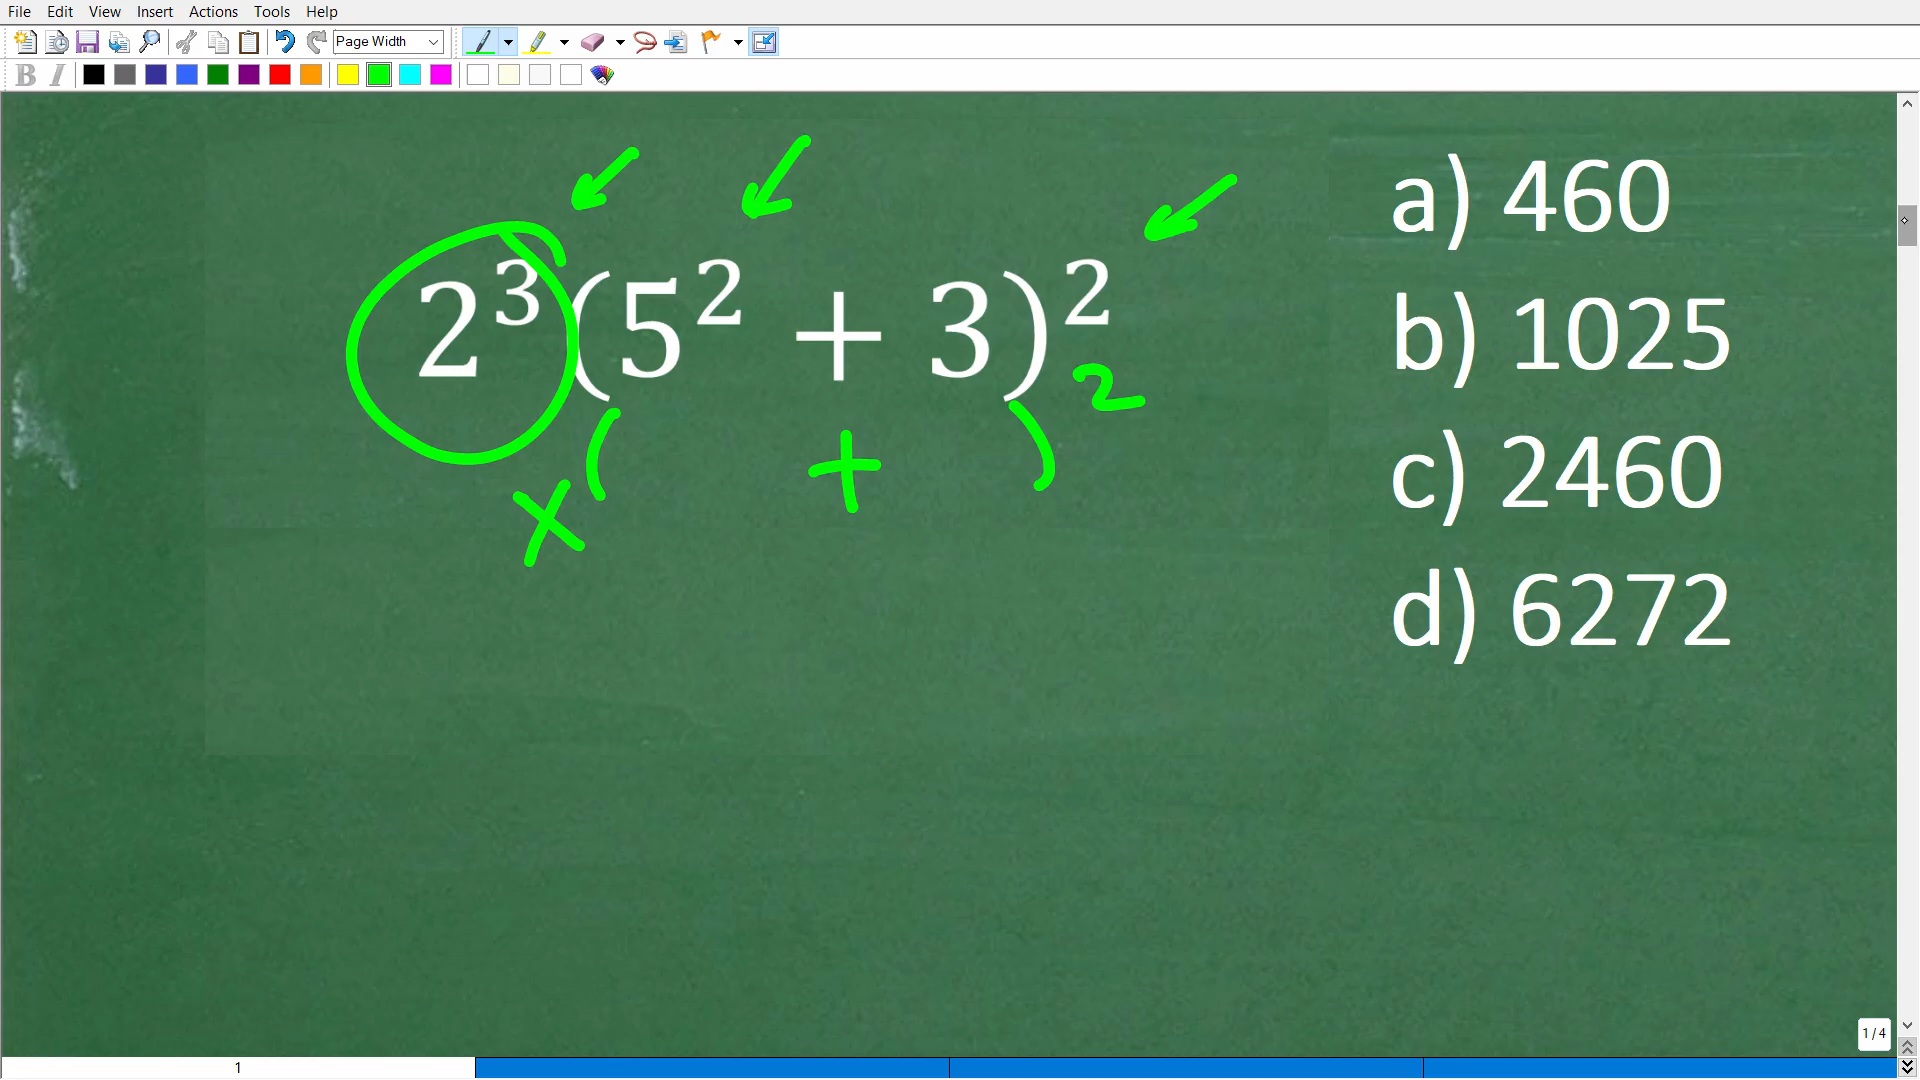 File Edit View Insert Actions Tools Help
Page Width
B I
2³(5² + 3)²
2
( + )
x
a) 460
b) 1025
c) 2460
d) 6272
1 / 4
1